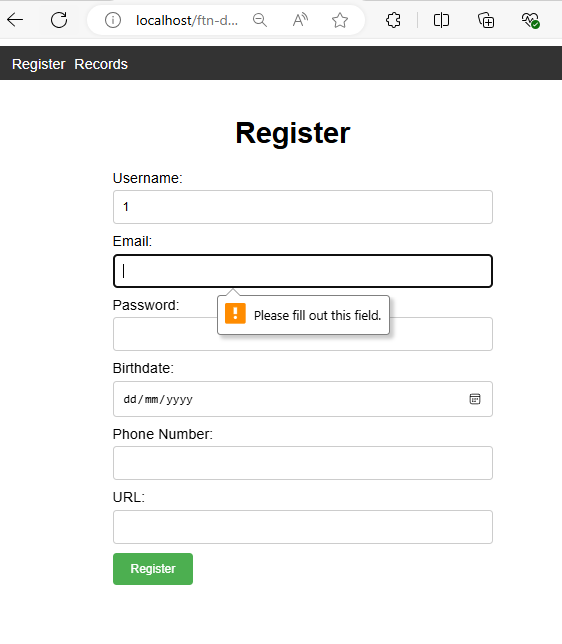 localhost/ftn-d...
Register Records
Register
Username:
1
Email:
Please fill out this field.
Password:
Birthdate:
dd/mm/yyyy
Phone Number:
URL:
Register